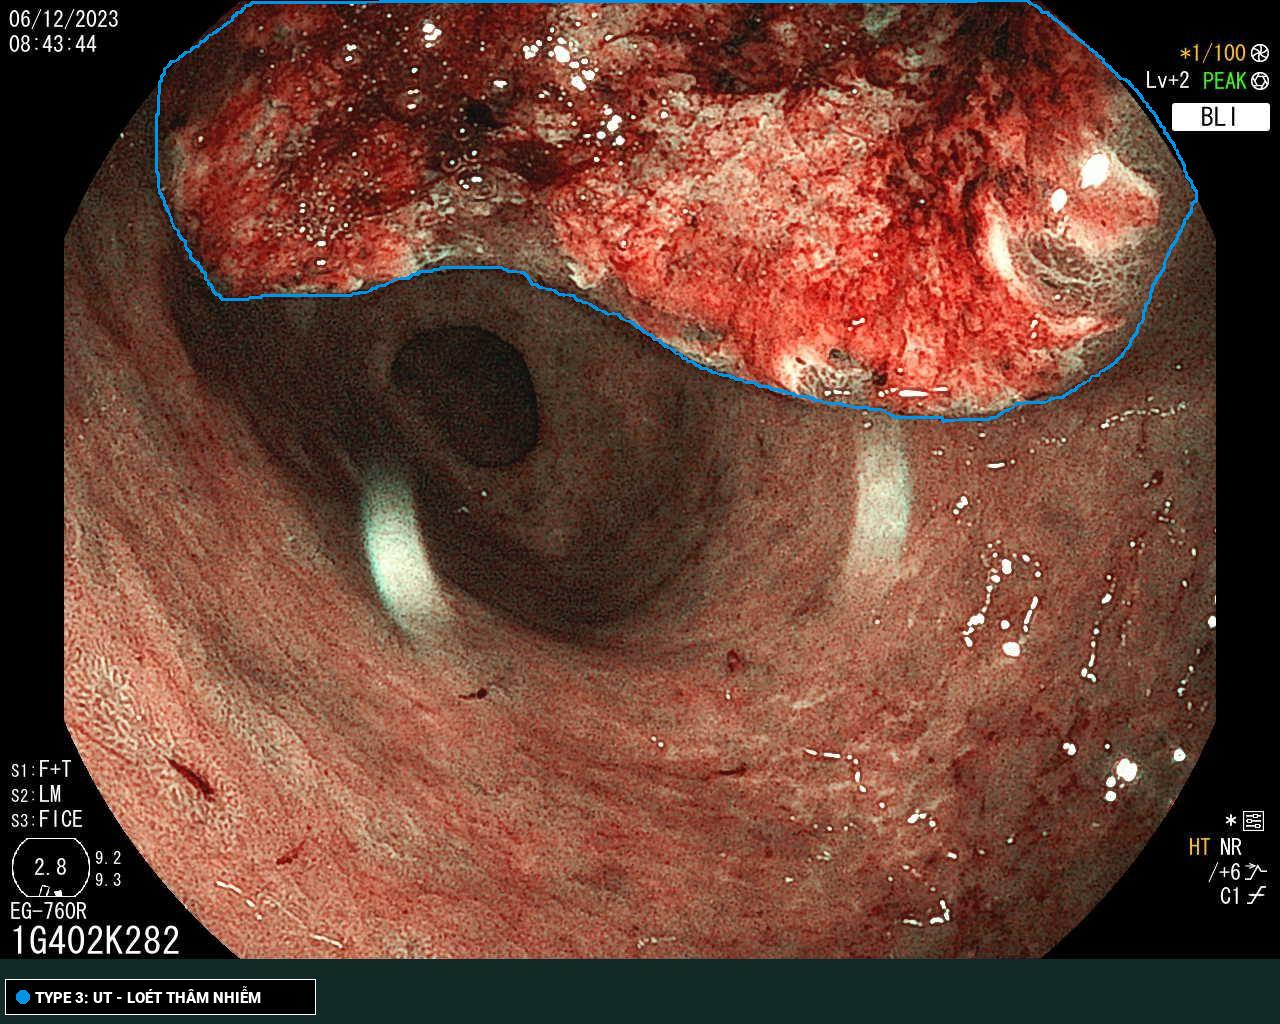 06/12/2023
08:43:44
*1/100
Lv+2 PEAK
BLI
S1:F+T
S2:LM
S3:FICE
2.8
9.2
9.3
EG-760R
1G402K282
*
HT NR
/+6
C1
TYPE 3: UT - LOÉT THÂM NHIỄM